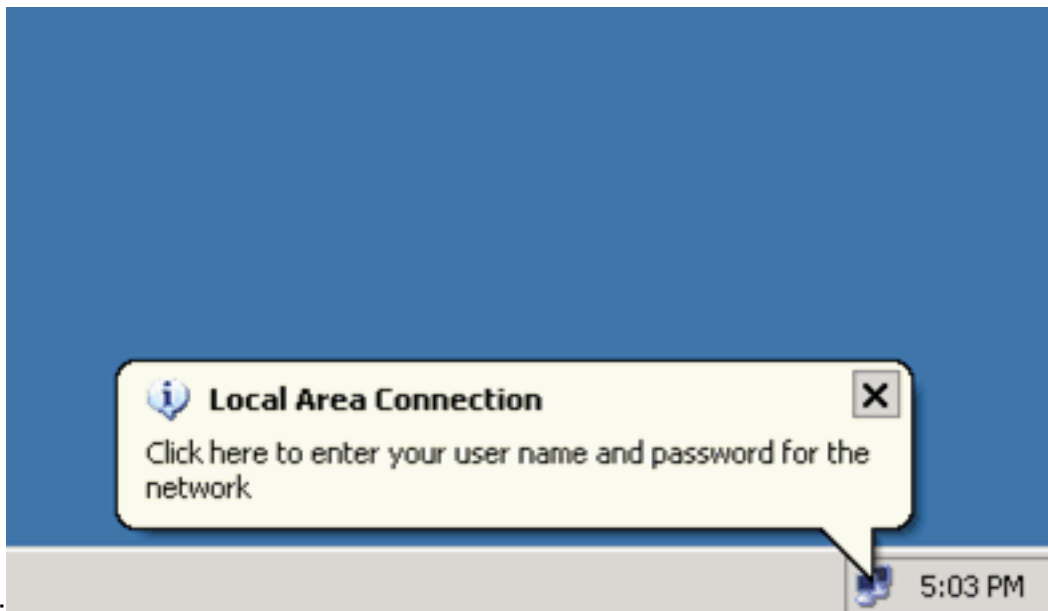 Local Area Connection
Click here to enter your user name and password for the
network
5:03 PM
.